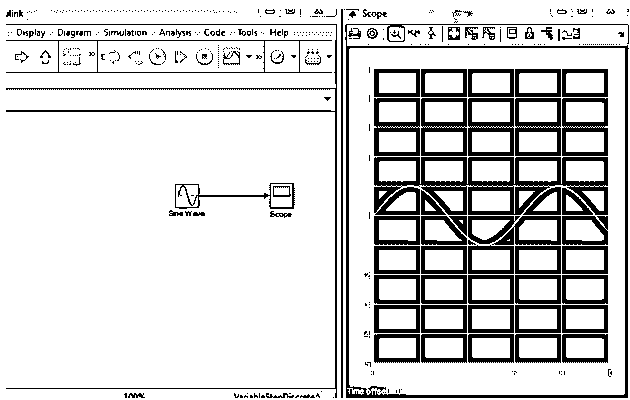 ulink
Scope
Display Diagram Simulation Analysis Code Tools Help
Sine Wave
Scope
100%
VariableStepDiscrete
Time offset: